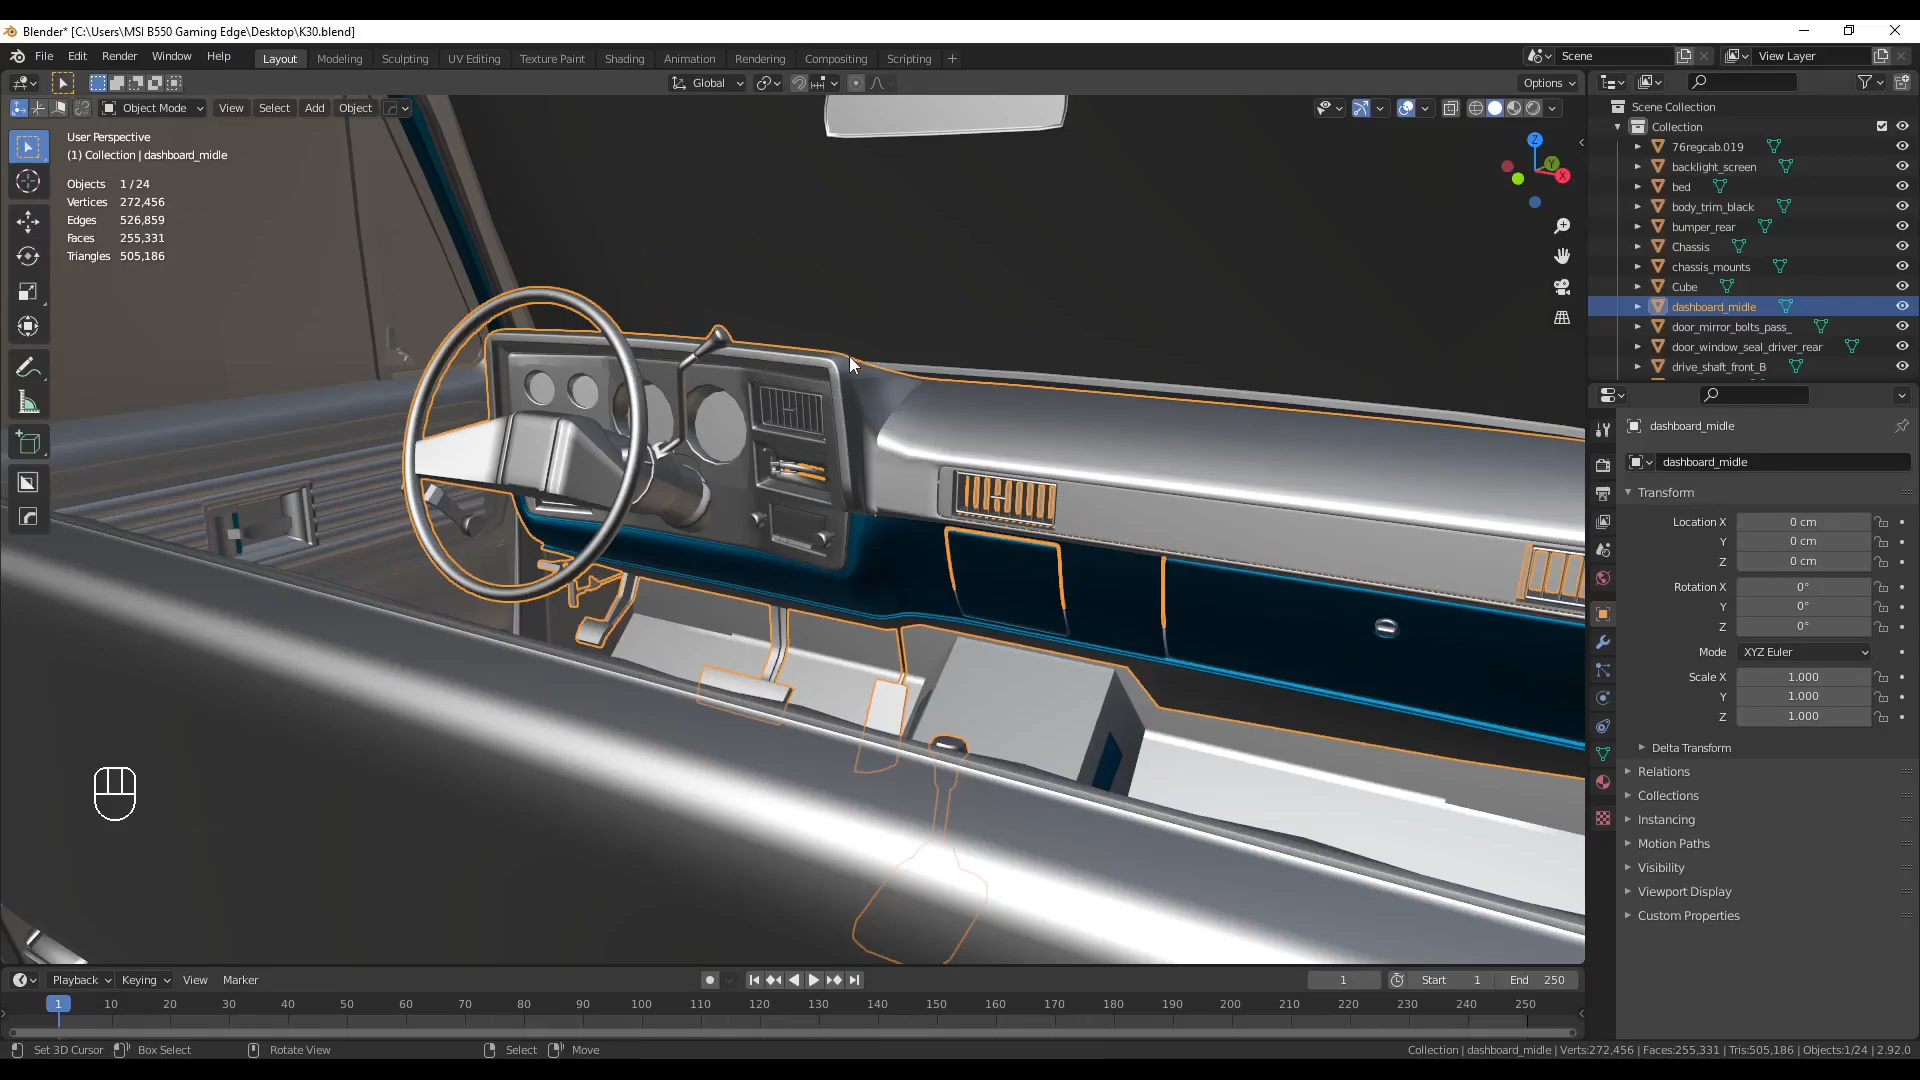 Blender* [C:\Users\MSI B550 Gaming Edge\Desktop\K30.blend]
File Edit Render Window Help Layout Modeling Sculpting UV Editing Texture Paint Shading Animation Rendering Compositing Scripting + Scene View Layer
Global Options
Object Mode View Select Add Object
User Perspective
(1) Collection | dashboard_midle
Objects 1 / 24
Vertices 272,456
Edges 526,859
Faces 255,331
Triangles 505,186
Z
Y
X
Scene Collection
Collection
76regcab.019
backlight_screen
bed
body_trim_black
bumper_rear
Chassis
chassis_mounts
Cube
dashboard_midle
door_mirror_bolts_pass_
door_window_seal_driver_rear
drive_shaft_front_B
dashboard_midle
dashboard_midle
Transform
Location X 0 cm
Y 0 cm
Z 0 cm
Rotation X 0°
Y 0°
Z 0°
Mode XYZ Euler
Scale X 1.000
Y 1.000
Z 1.000
Delta Transform
Relations
Collections
Instancing
Motion Paths
Visibility
Viewport Display
Custom Properties
Playback Keying View Marker 1 Start 1 End 250
1 10 20 30 40 50 60 70 80 90 100 110 120 130 140 150 160 170 180 190 200 210 220 230 240 250
Set 3D Cursor Box Select Rotate View Select Move Collection | dashboard_midle | Verts:272,456 | Faces:255,331 | Tris:505,186 | Objects:1/24 | 2.92.0